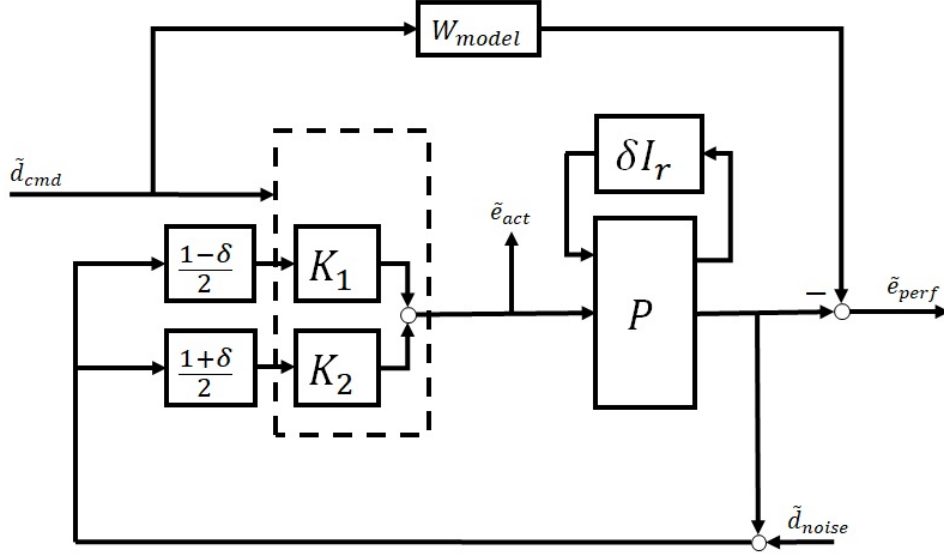 W_model
δI_r
d̃_cmd
ẽ_act
1−δ
2
K_1
−
ẽ_perf
P
1+δ
2
K_2
d̃_noise